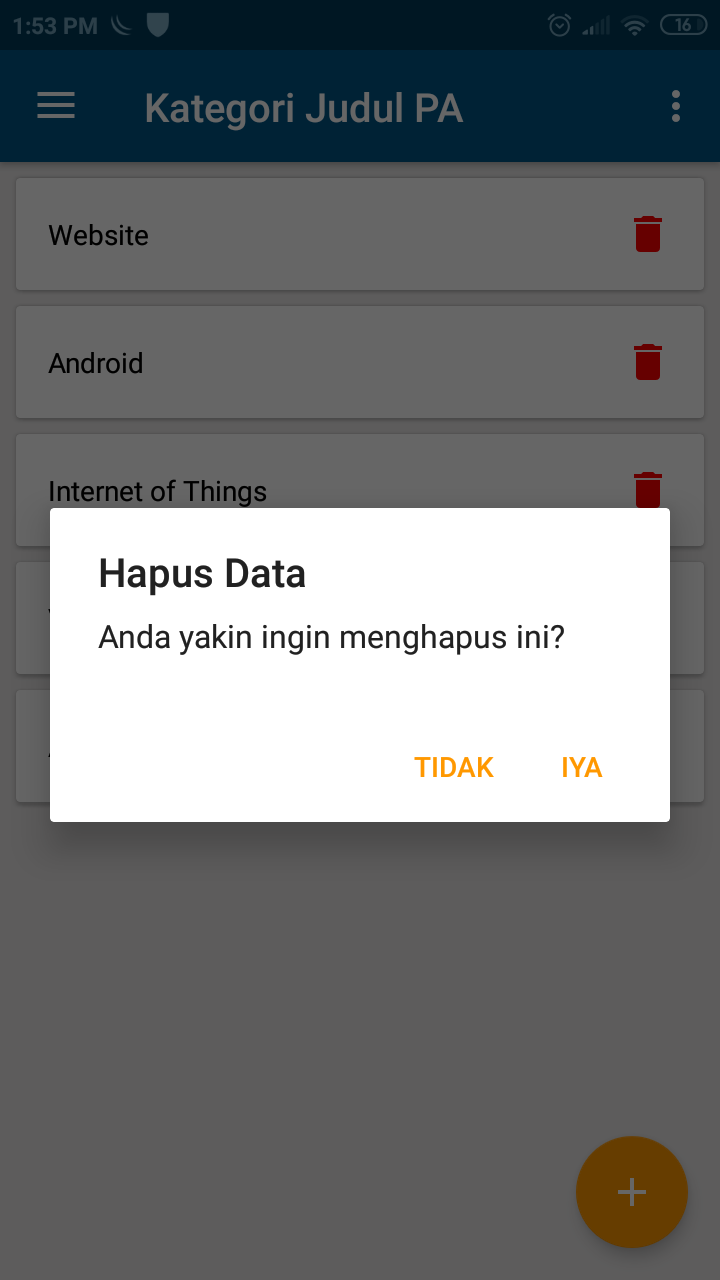 1:53 PM
16
Kategori Judul PA
Website
Android
Internet of Things
Hapus Data
Anda yakin ingin menghapus ini?
TIDAK IYA